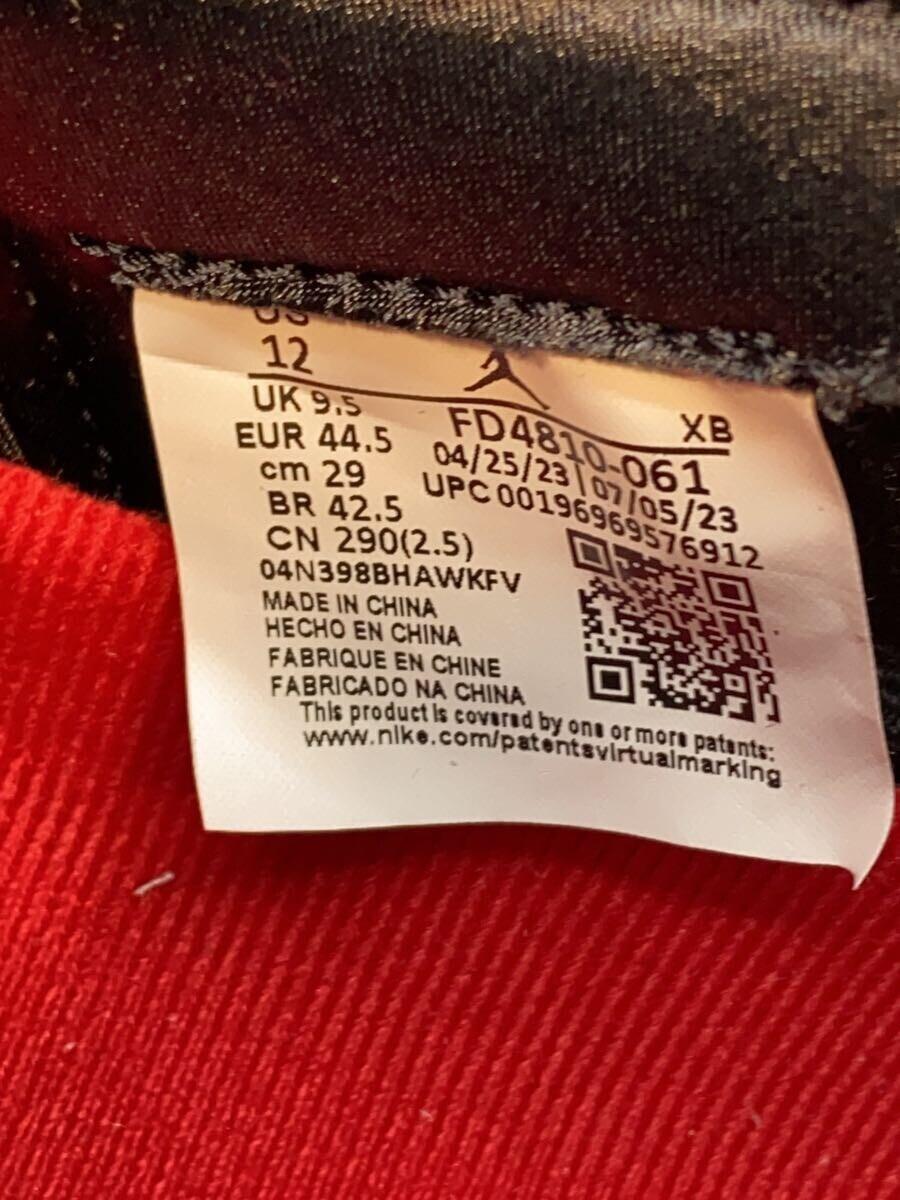 US
12
UK 9.5
EUR 44.5
cm 29
BR 42.5
CN 290(2.5)
04N398BHAWKFV
XB
FD4810-061
04/25/23|07/05/23
UPC 00196969576912
MADE IN CHINA
HECHO EN CHINA
FABRIQUE EN CHINE
FABRICADO NA CHINA
This product is covered by one or more patents:
www.nike.com/patentsvirtualmarking